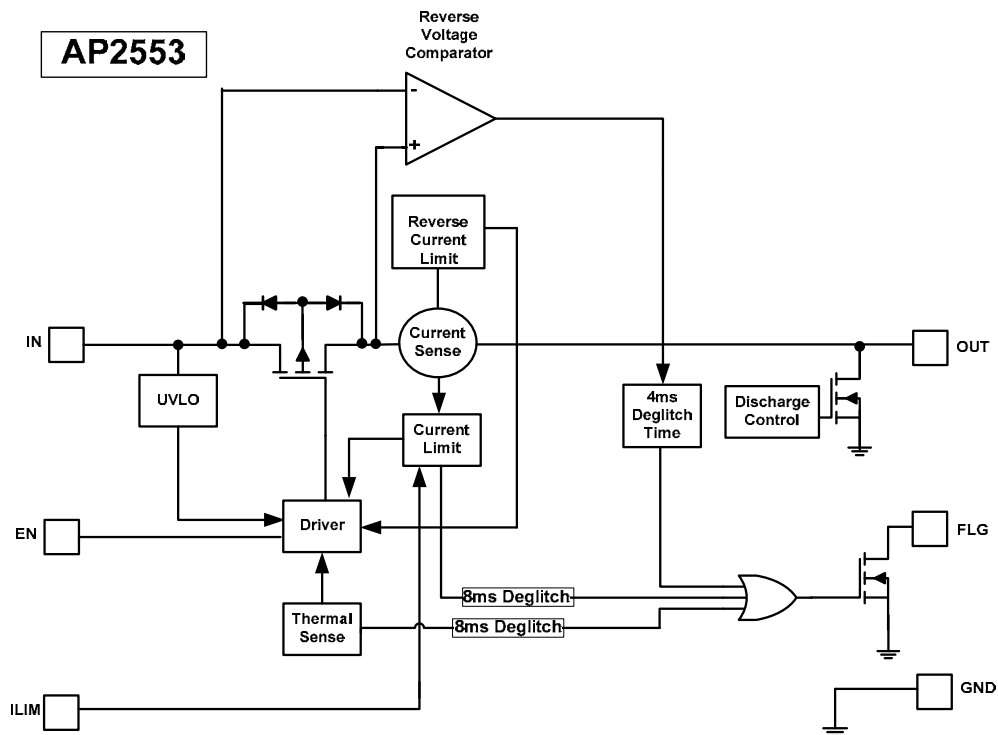 AP2553
Reverse
Voltage
Comparator
-
+
Reverse
Current
Limit
IN
Current
Sense
OUT
UVLO
4ms
Deglitch
Time
Discharge
Control
Current
Limit
EN
Driver
FLG
8ms Deglitch
Thermal
Sense
8ms Deglitch
GND
ILIM